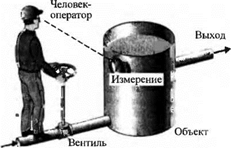 Человек-
оператор
Выход
Измерение
Объект
Вентиль